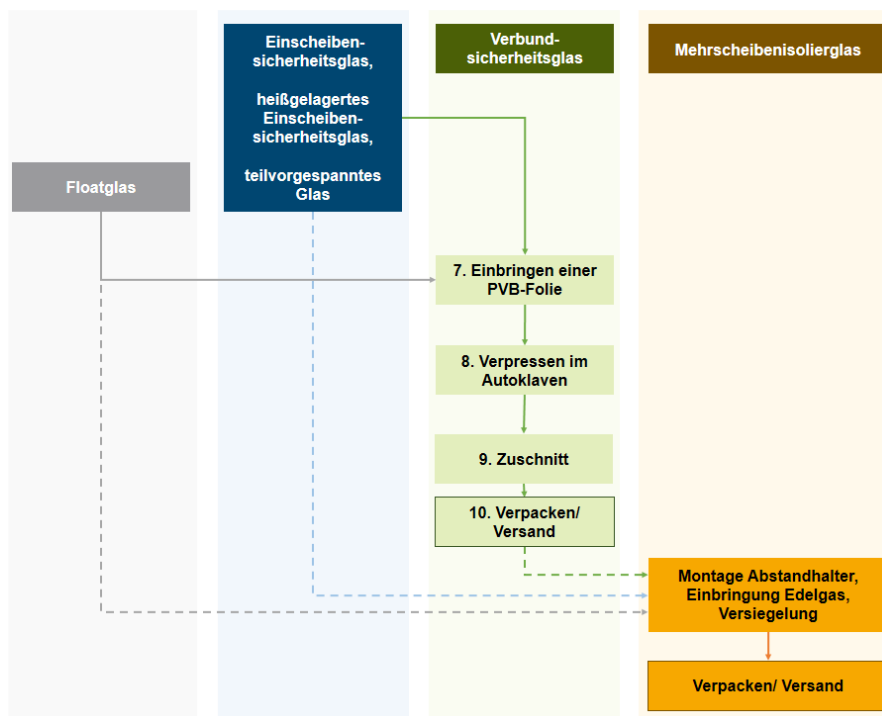 Einscheiben-
sicherheitsglas,
heißgelagertes
Einscheiben-
sicherheitsglas,
teilvorgespanntes
Glas
Verbund-
sicherheitsglas
Mehrscheibenisolierglas
Floatglas
7. Einbringen einer
PVB-Folie
8. Verpressen im
Autoklaven
9. Zuschnitt
10. Verpacken/
Versand
Montage Abstandhalter,
Einbringung Edelgas,
Versiegelung
Verpacken/ Versand